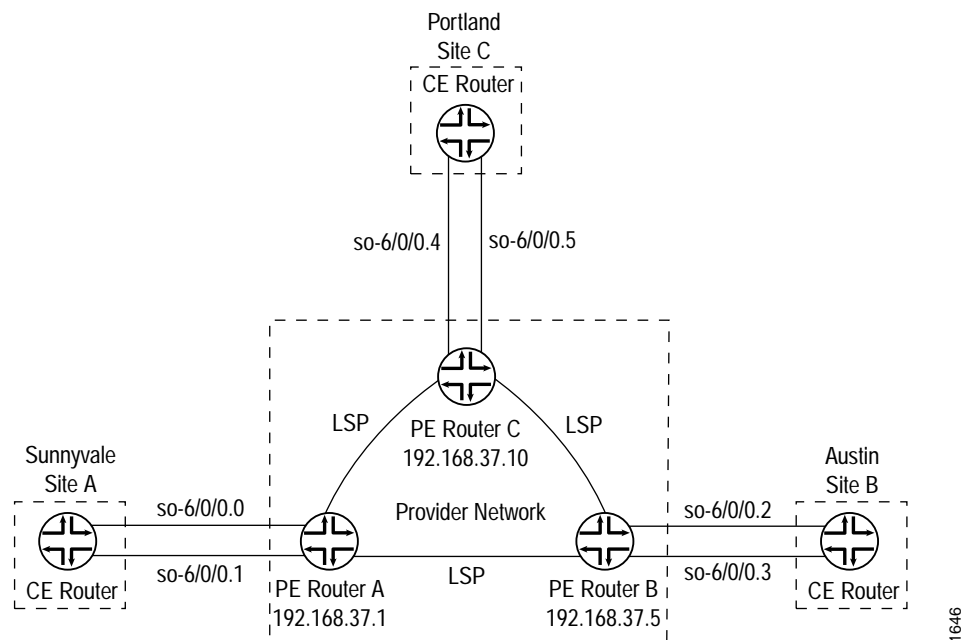 Portland
Site C
CE Router
so-6/0/0.4
so-6/0/0.5
LSP
LSP
PE Router C
192.168.37.10
Sunnyvale
Site A
Austin
Site B
so-6/0/0.0
Provider Network
so-6/0/0.2
so-6/0/0.1
LSP
so-6/0/0.3
CE Router
PE Router A
192.168.37.1
PE Router B
192.168.37.5
CE Router
1646